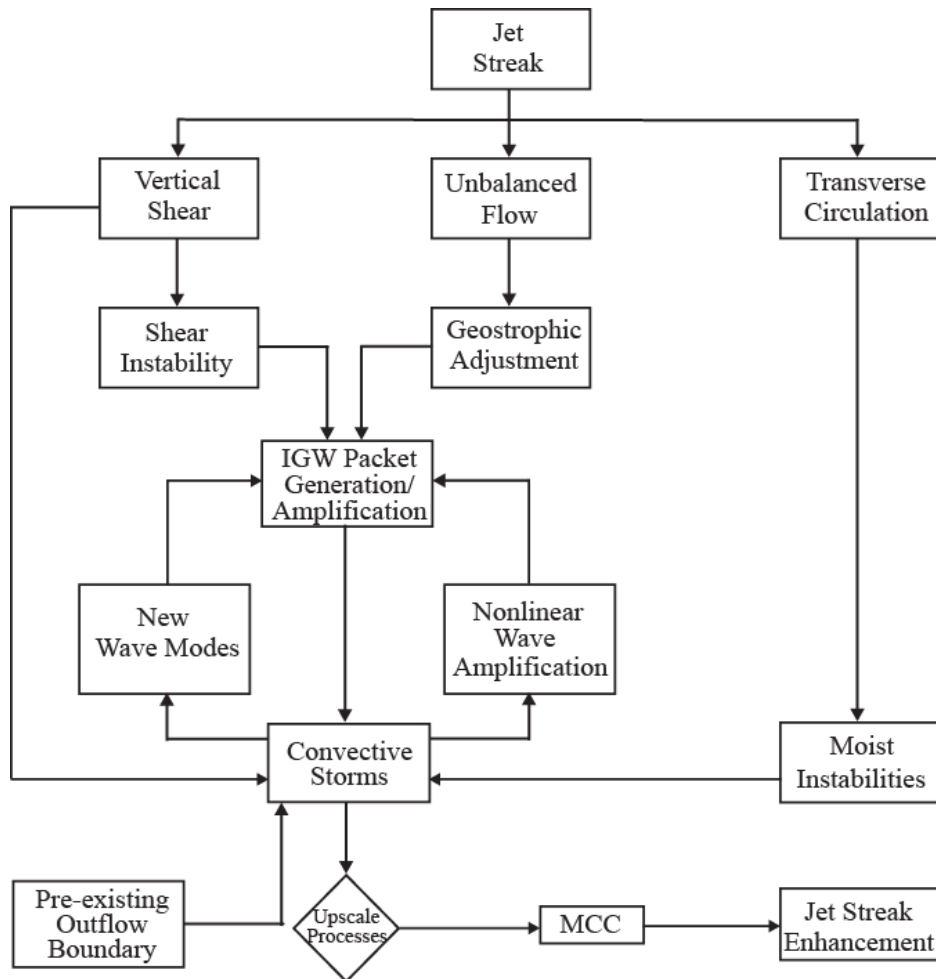 Jet
Streak
Vertical
Shear
Unbalanced
Flow
Transverse
Circulation
Shear
Instability
Geostrophic
Adjustment
IGW Packet
Generation/
Amplification
New
Wave Modes
Nonlinear
Wave
Amplification
Convective
Storms
Moist
Instabilities
Pre-existing
Outflow
Boundary
Upscale
Processes
MCC
Jet Streak
Enhancement